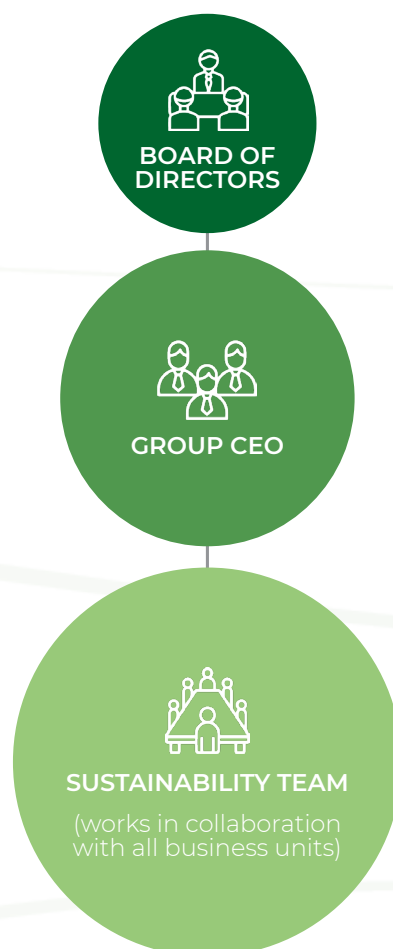 BOARD OF
DIRECTORS
GROUP CEO
SUSTAINABILITY TEAM
(works in collaboration
with all business units)